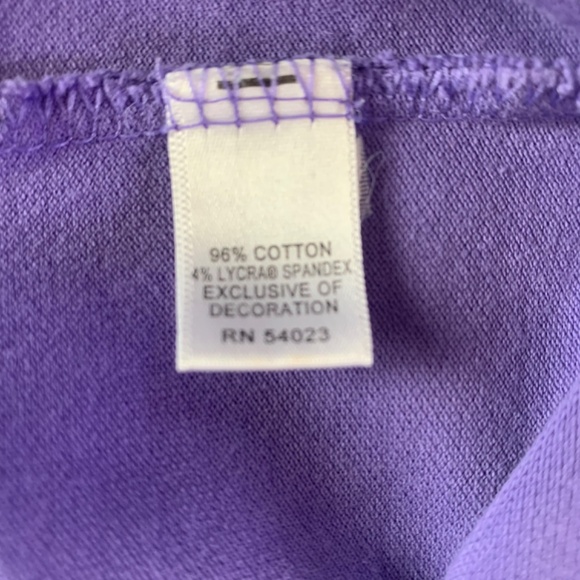 96% COTTON
4% LYCRA® SPANDEX
EXCLUSIVE OF
DECORATION
RN 54023